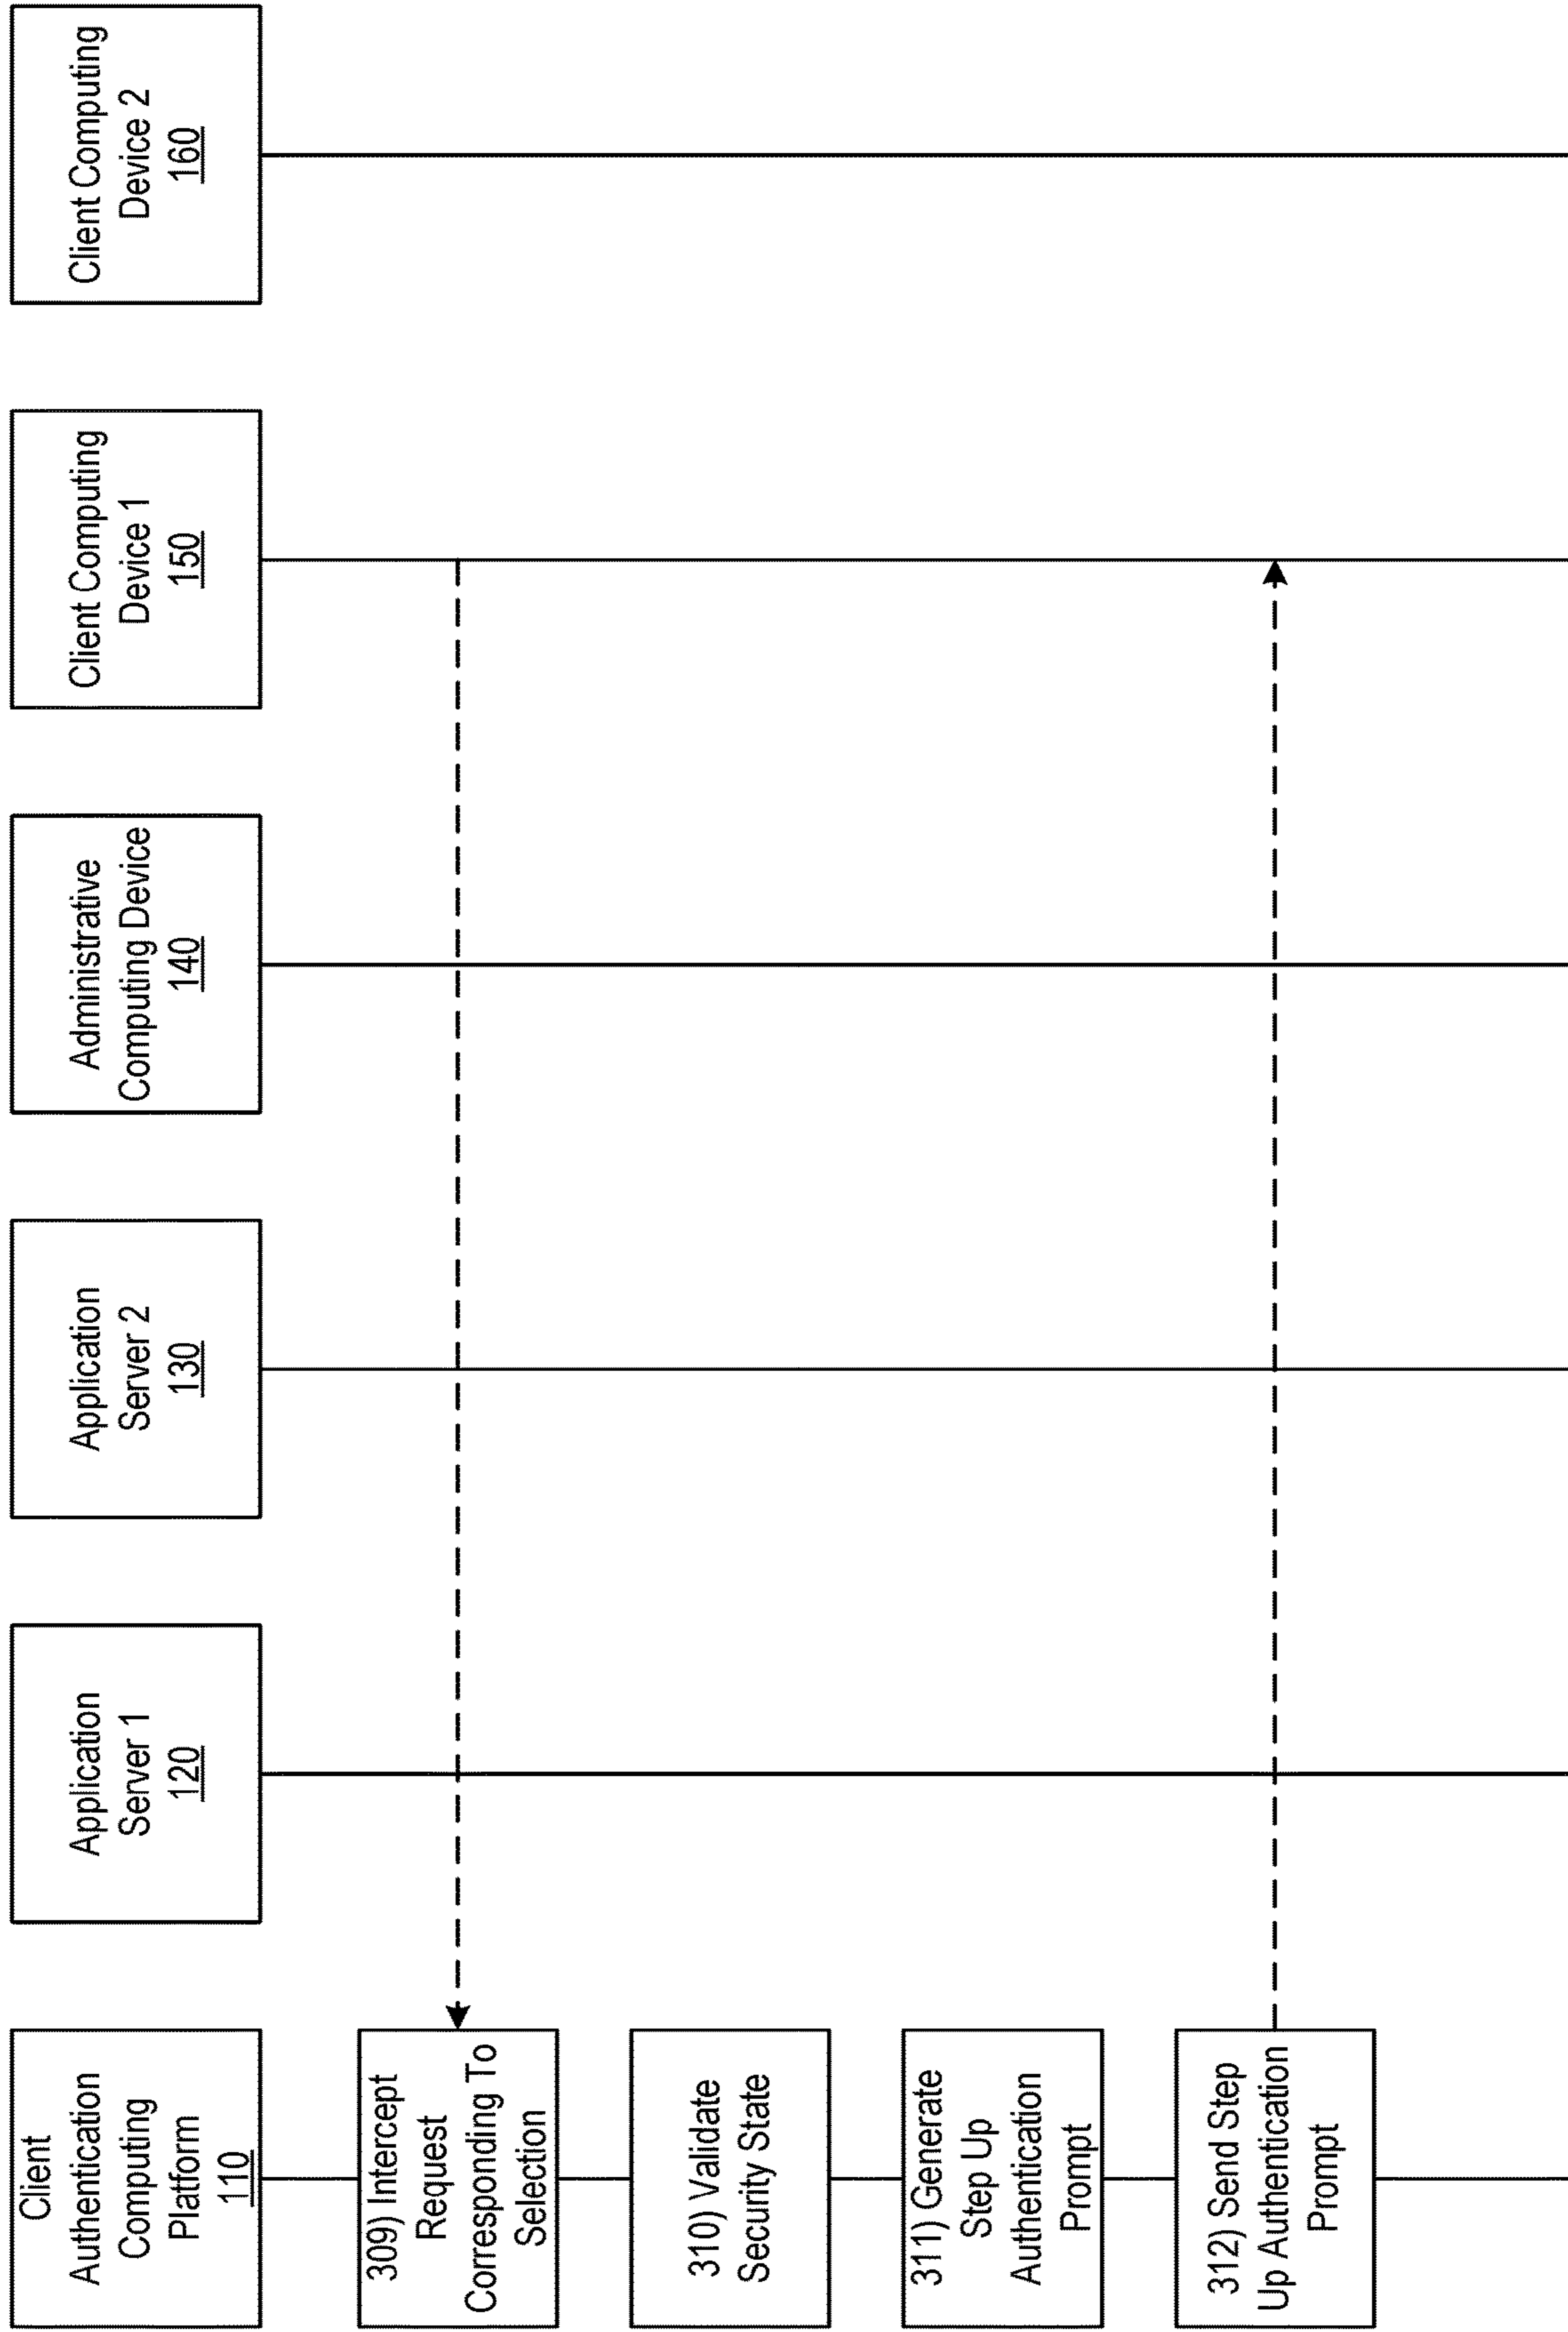 Client
Authentication
Computing
Platform
110
Application
Server 1
120
Application
Server 2
130
Administrative
Computing Device
140
Client Computing
Device 1
150
Client Computing
Device 2
160
309) Intercept
Request
Corresponding To
Selection
310) Validate
Security State
311) Generate
Step Up
Authentication
Prompt
312) Send Step
Up Authentication
Prompt